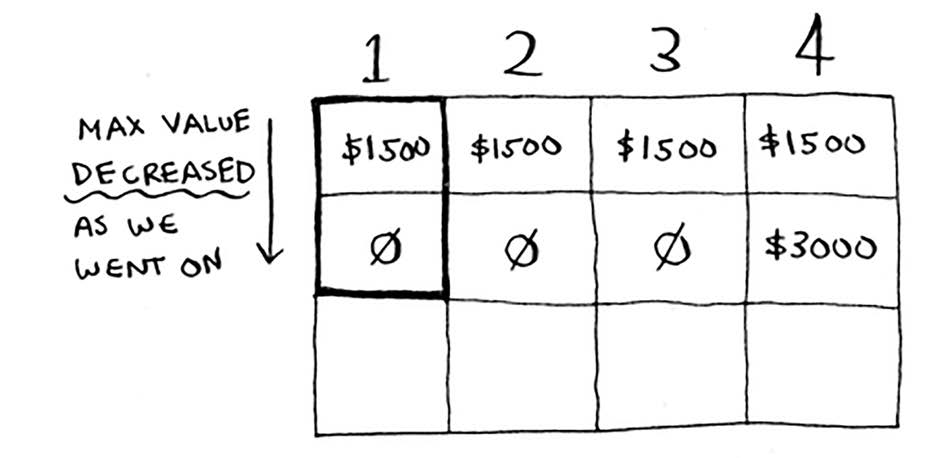 1 2 3 4
MAX VALUE
DECREASED
AS WE
WENT ON
$1500 $1500 $1500 $1500
Ø Ø Ø $3000